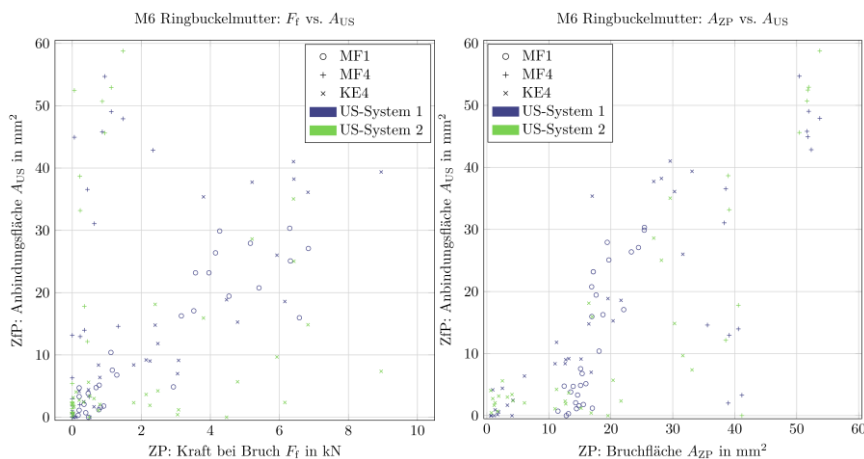 M6 Ringbuckelmutter: F_f vs. A_US
60
50
40
30
20
10
0
0
2
4
6
8
10
ZfP: Anbindungsfläche A_US in mm²
ZP: Kraft bei Bruch F_f in kN
MF1
MF4
KE4
US-System 1
US-System 2
M6 Ringbuckelmutter: A_ZP vs. A_US
60
50
40
30
20
10
0
0
10
20
30
40
50
60
ZfP: Anbindungsfläche A_US in mm²
ZP: Bruchfläche A_ZP in mm²
MF1
MF4
KE4
US-System 1
US-System 2